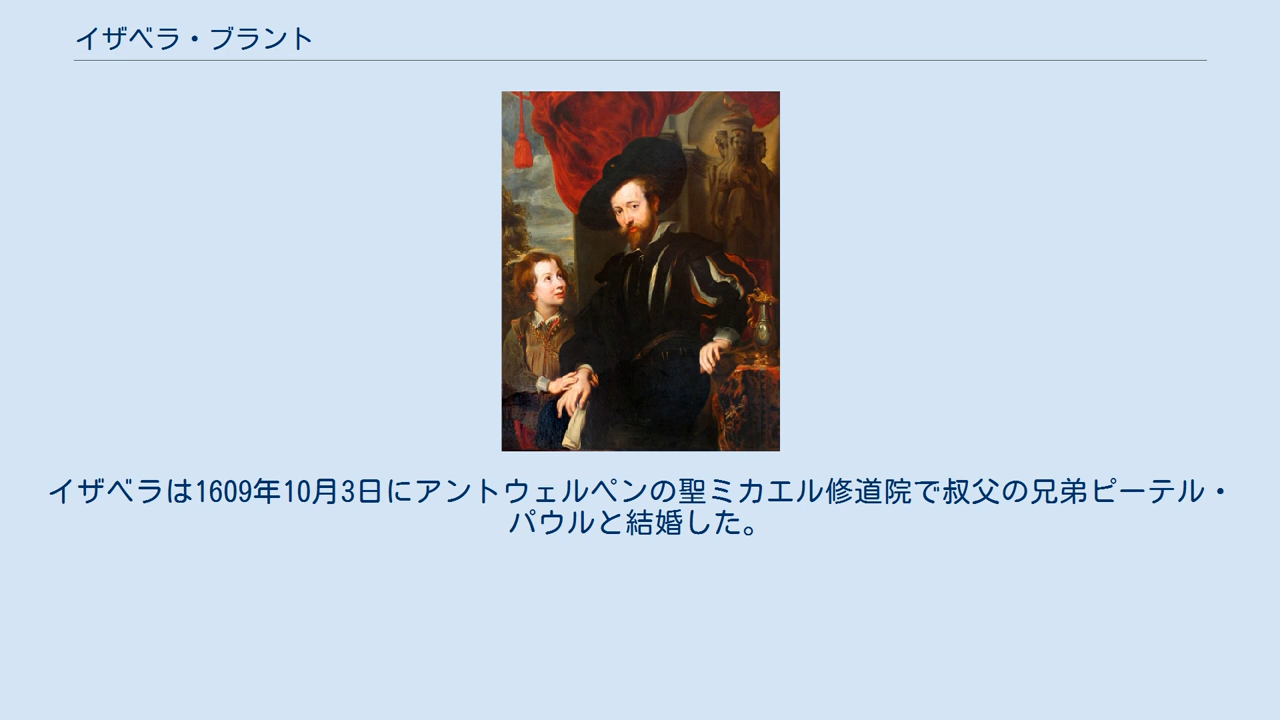 イザベラ・ブラント
イザベラは1609年10月3日にアントウェルペンの聖ミカエル修道院で叔父の兄弟ピーテル・
パウルと結婚した。